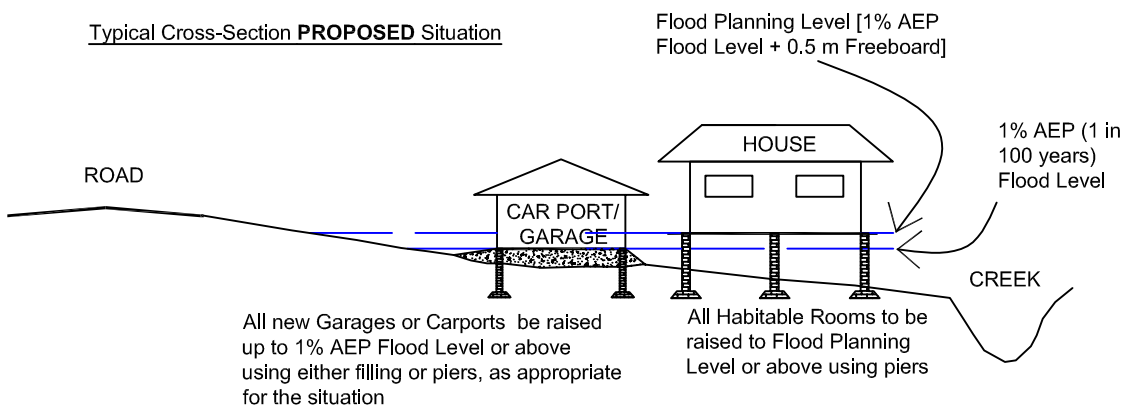 Typical Cross-Section PROPOSED Situation
Flood Planning Level [1% AEP
Flood Level + 0.5 m Freeboard]
1% AEP (1 in
100 years)
Flood Level
HOUSE
ROAD
CAR PORT/
GARAGE
CREEK
All new Garages or Carports be raised
up to 1% AEP Flood Level or above
using either filling or piers, as appropriate
for the situation
All Habitable Rooms to be
raised to Flood Planning
Level or above using piers